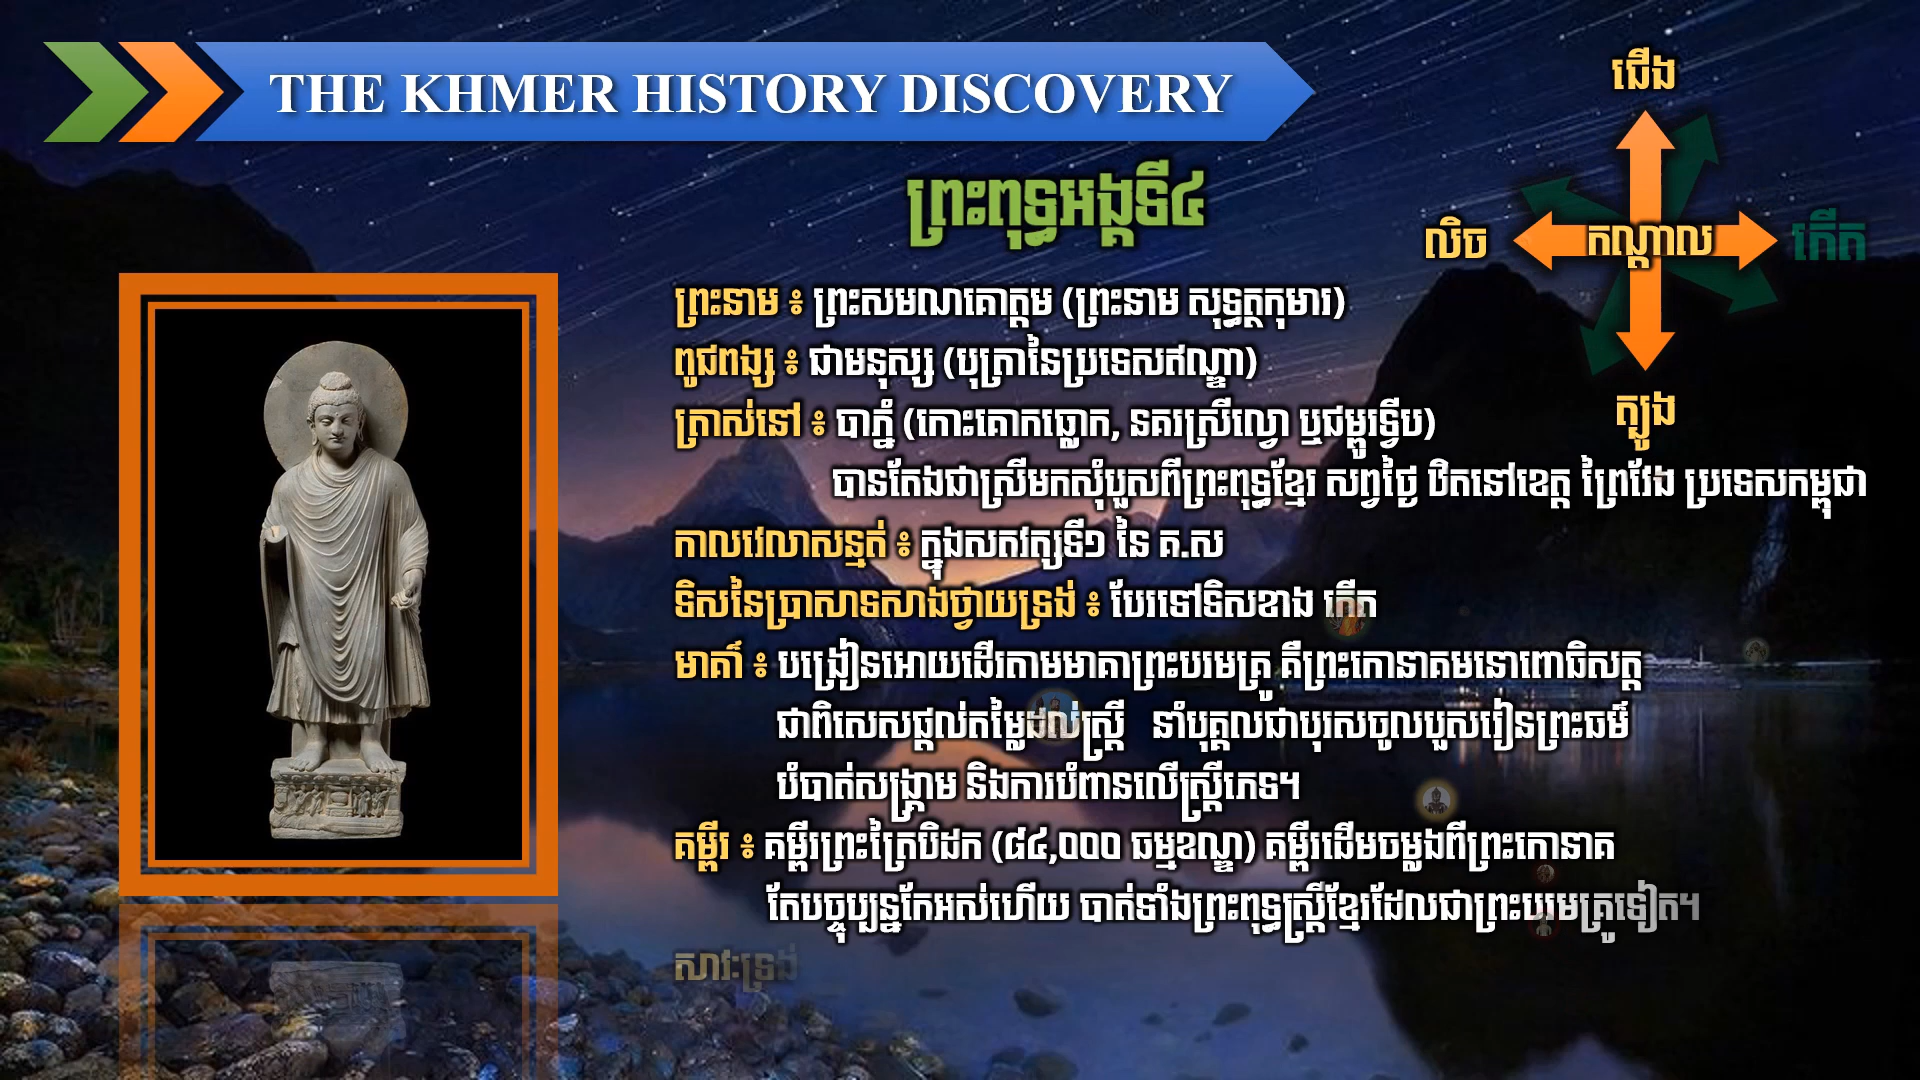 THE KHMER HISTORY DISCOVERY
ជើង
ព្រះពុទ្ធអង្គទី៤
លិច
កណ្ដាល
កើត
ត្បូង
ព្រះនាម ៖ ព្រះសមណគោត្តម (ព្រះនាម សុទ្ធត្តកុមារ)
ពូជពង្ស ៖ ជាមនុស្ស (បុត្រានៃប្រទេសឥណ្ឌា)
ត្រាស់នៅ ៖ បាភ្នំ (កោះគោកធ្លោក, នគរស្រីល្វោ ឬជម្ពូរទ្វីប)
បានតែឯជាស្រីមកសុំបួសពីព្រះពុទ្ធខ្មែរ សព្វថ្ងៃ ឋិតនៅខេត្ត ព្រៃវែង ប្រទេសកម្ពុជា
កាលវេលាសន្មត់ ៖ ក្នុងសតវត្សទី១ នៃ គ.ស
ទិសនៃប្រាសាទសាងថ្វាយទ្រង់ ៖ បែរទៅទិសខាង កើត
មាគ៌ា ៖ បង្រៀនអោយដើរតាមមាគាព្រះបរមគ្រូ គឺព្រះកោនាគមនោពោធិសត្ត
ជាពិសេសផ្តល់តម្លៃដល់ស្ត្រី នាំបុគ្គលជាបុរសចូលបួសរៀនព្រះធម៌
បំបាត់សង្គ្រាម និងការបំពានលើស្ត្រីភេទ។
គម្ពីរ ៖ គម្ពីរព្រះត្រៃបិដក (៨៤,០០០ ធម្មខណ្ឌ) គម្ពីរដើមចម្លងពីព្រះកោនាគ
តែបច្ចុប្បន្នកែអស់ហើយ បាត់ទាំងព្រះពុទ្ធស្ត្រីខ្មែរដែលជាព្រះបរមគ្រូទៀត។
សាវៈទ្រង់